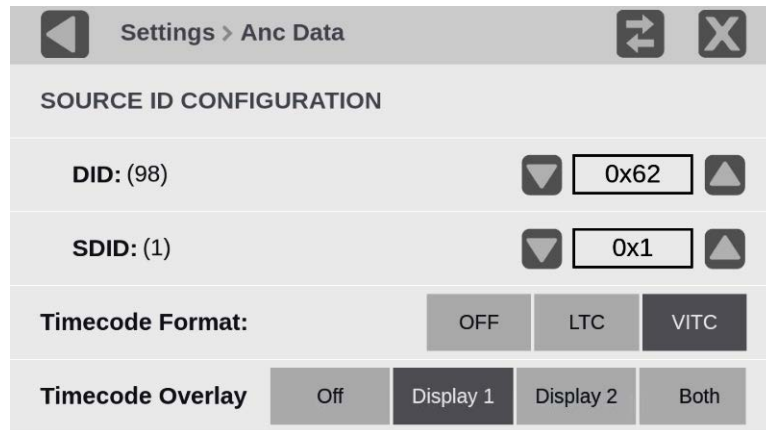 Settings > Anc Data
X
SOURCE ID CONFIGURATION
DID: (98) 0x62
SDID: (1) 0x1
Timecode Format: OFF LTC VITC
Timecode Overlay Off Display 1 Display 2 Both